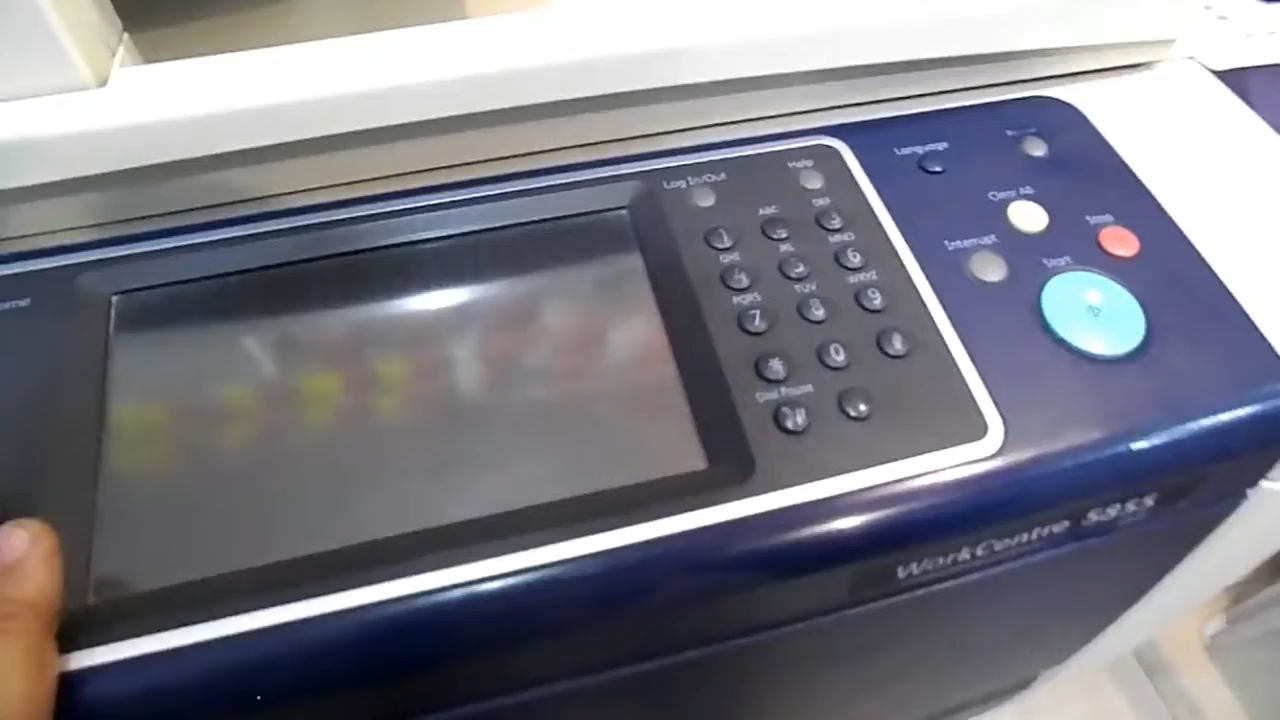 Log In/Out
Help
Language
Clear All
Interrupt
Stop
Start
1
ABC
DEF
3
GHI
4
JKL
5
MNO
6
PQRS
7
TUV
8
WXYZ
9
*
0
#
Dial Pause
WorkCentre 5855